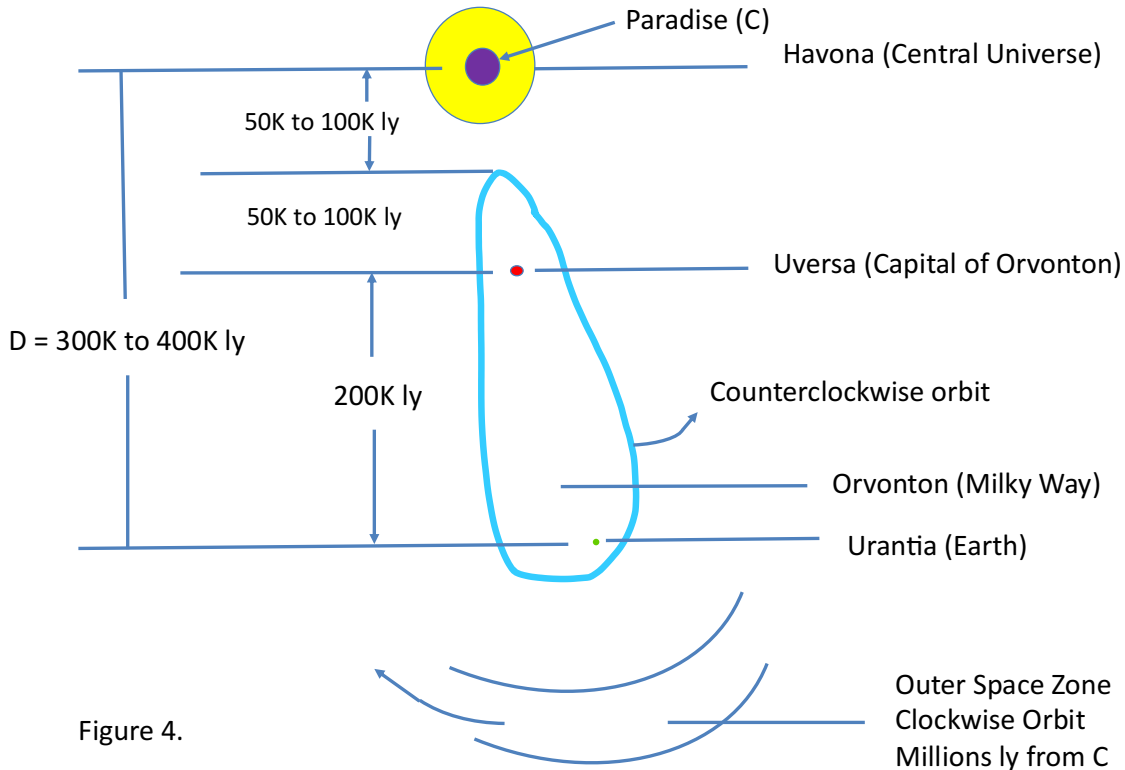 Paradise (C)
Havona (Central Universe)
50K to 100K ly
50K to 100K ly
Uversa (Capital of Orvonton)
D = 300K to 400K ly
200K ly
Counterclockwise orbit
Orvonton (Milky Way)
Urantia (Earth)
Outer Space Zone
Clockwise Orbit
Millions ly from C
Figure 4.